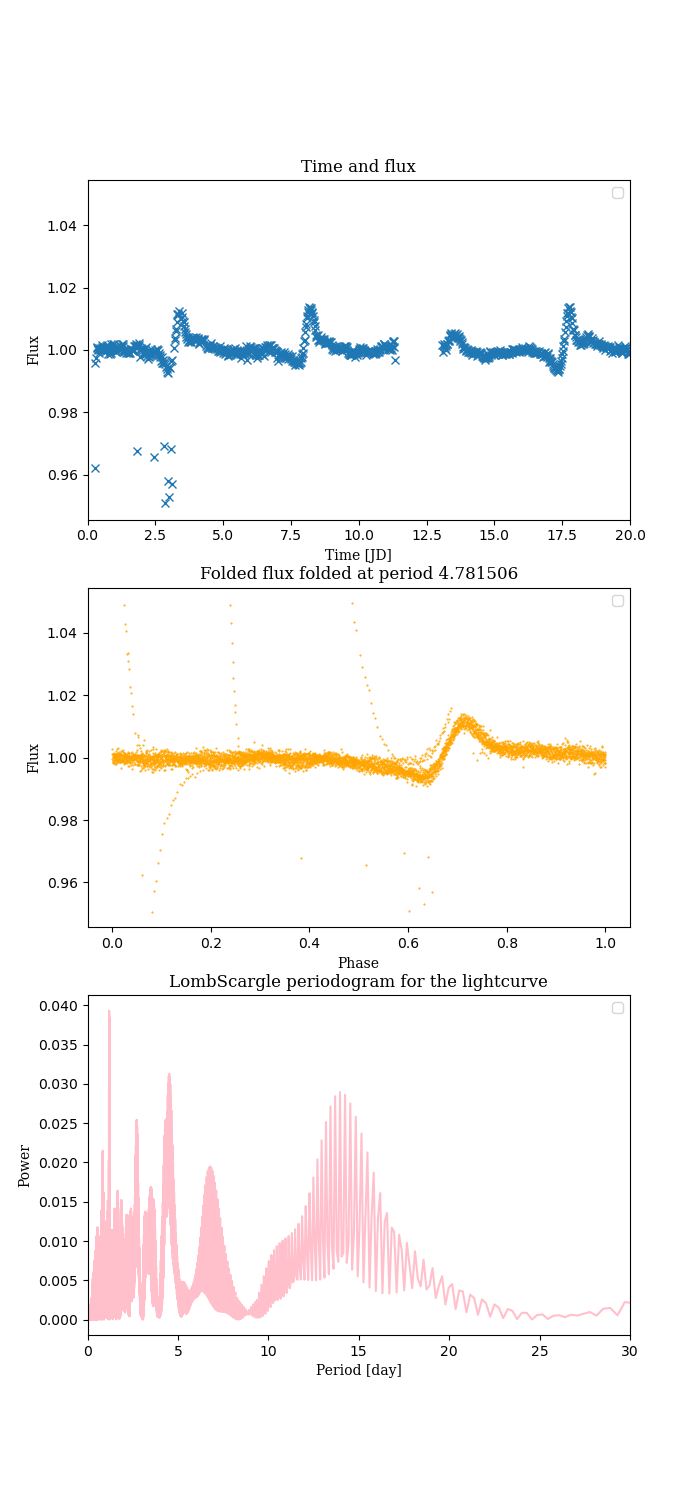 Time and flux
1.04
1.02
1.00
0.98
0.96
Flux
0.0 2.5 5.0 7.5 10.0 12.5 15.0 17.5 20.0
Time [JD]
Folded flux folded at period 4.781506
1.04
1.02
1.00
0.98
0.96
Flux
0.0 0.2 0.4 0.6 0.8 1.0
Phase
LombScargle periodogram for the lightcurve
0.040
0.035
0.030
0.025
0.020
0.015
0.010
0.005
0.000
Power
0 5 10 15 20 25 30
Period [day]